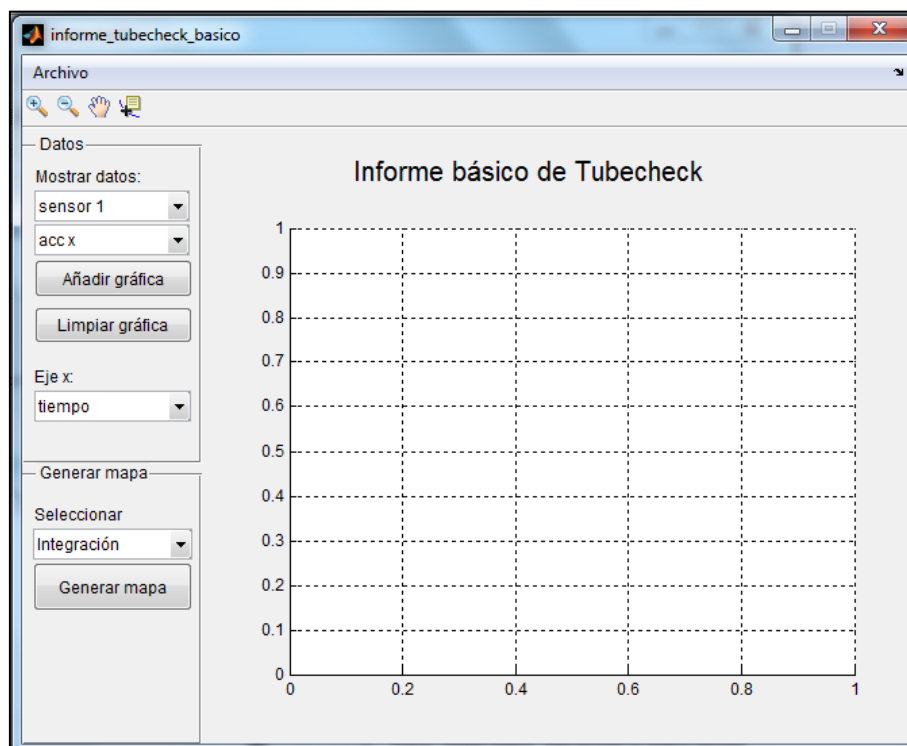 informe_tubecheck_basico
Archivo
Datos
Mostrar datos:
sensor 1
acc x
Añadir gráfica
Limpiar gráfica
Eje x:
tiempo
Generar mapa
Seleccionar
Integración
Generar mapa
Informe básico de Tubecheck
1
0.9
0.8
0.7
0.6
0.5
0.4
0.3
0.2
0.1
0
0 0.2 0.4 0.6 0.8 1